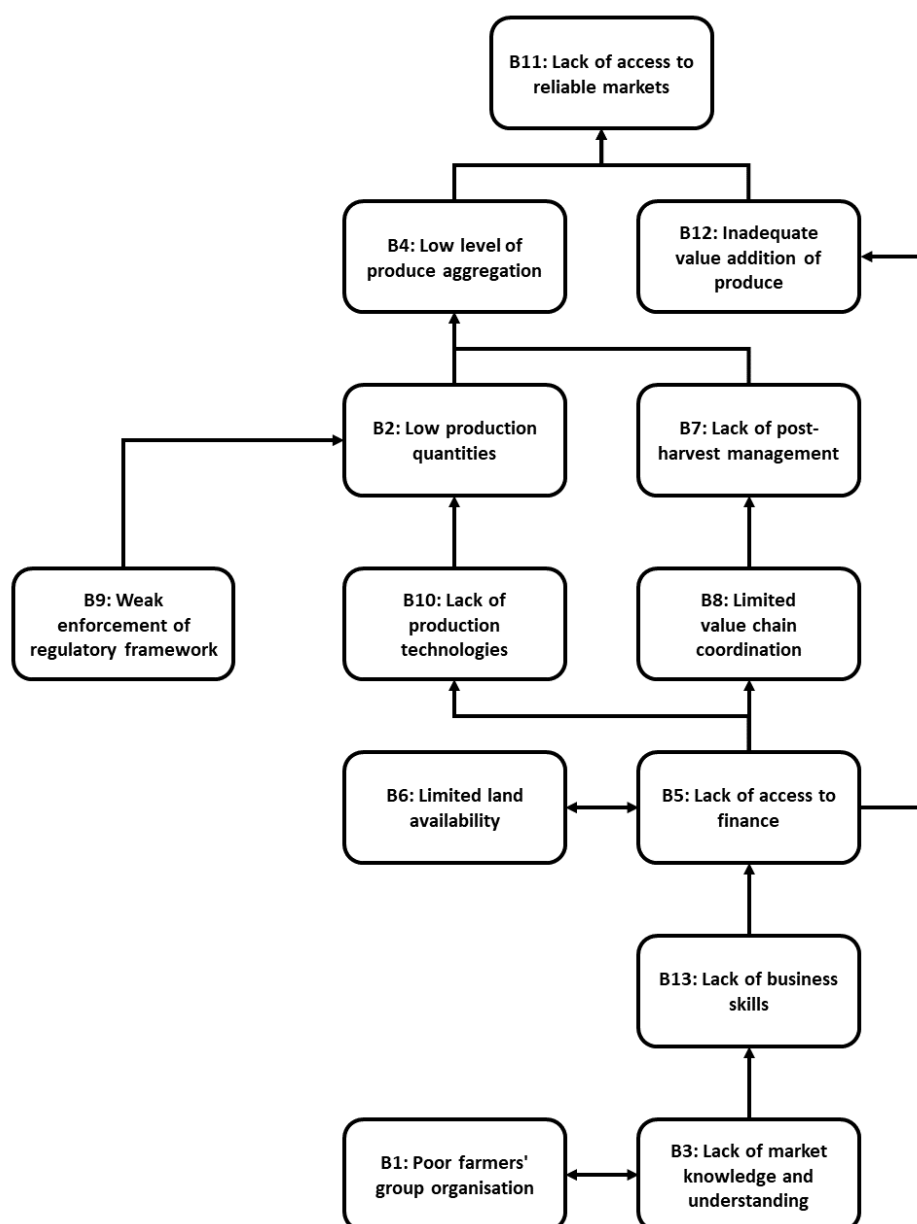 B11: Lack of access to
reliable markets
B4: Low level of
produce aggregation
B12: Inadequate
value addition of
produce
B2: Low production
quantities
B7: Lack of post-
harvest management
B9: Weak
enforcement of
regulatory framework
B10: Lack of
production
technologies
B8: Limited
value chain
coordination
B6: Limited land
availability
B5: Lack of access to
finance
B13: Lack of business
skills
B1: Poor farmers'
group organisation
B3: Lack of market
knowledge and
understanding